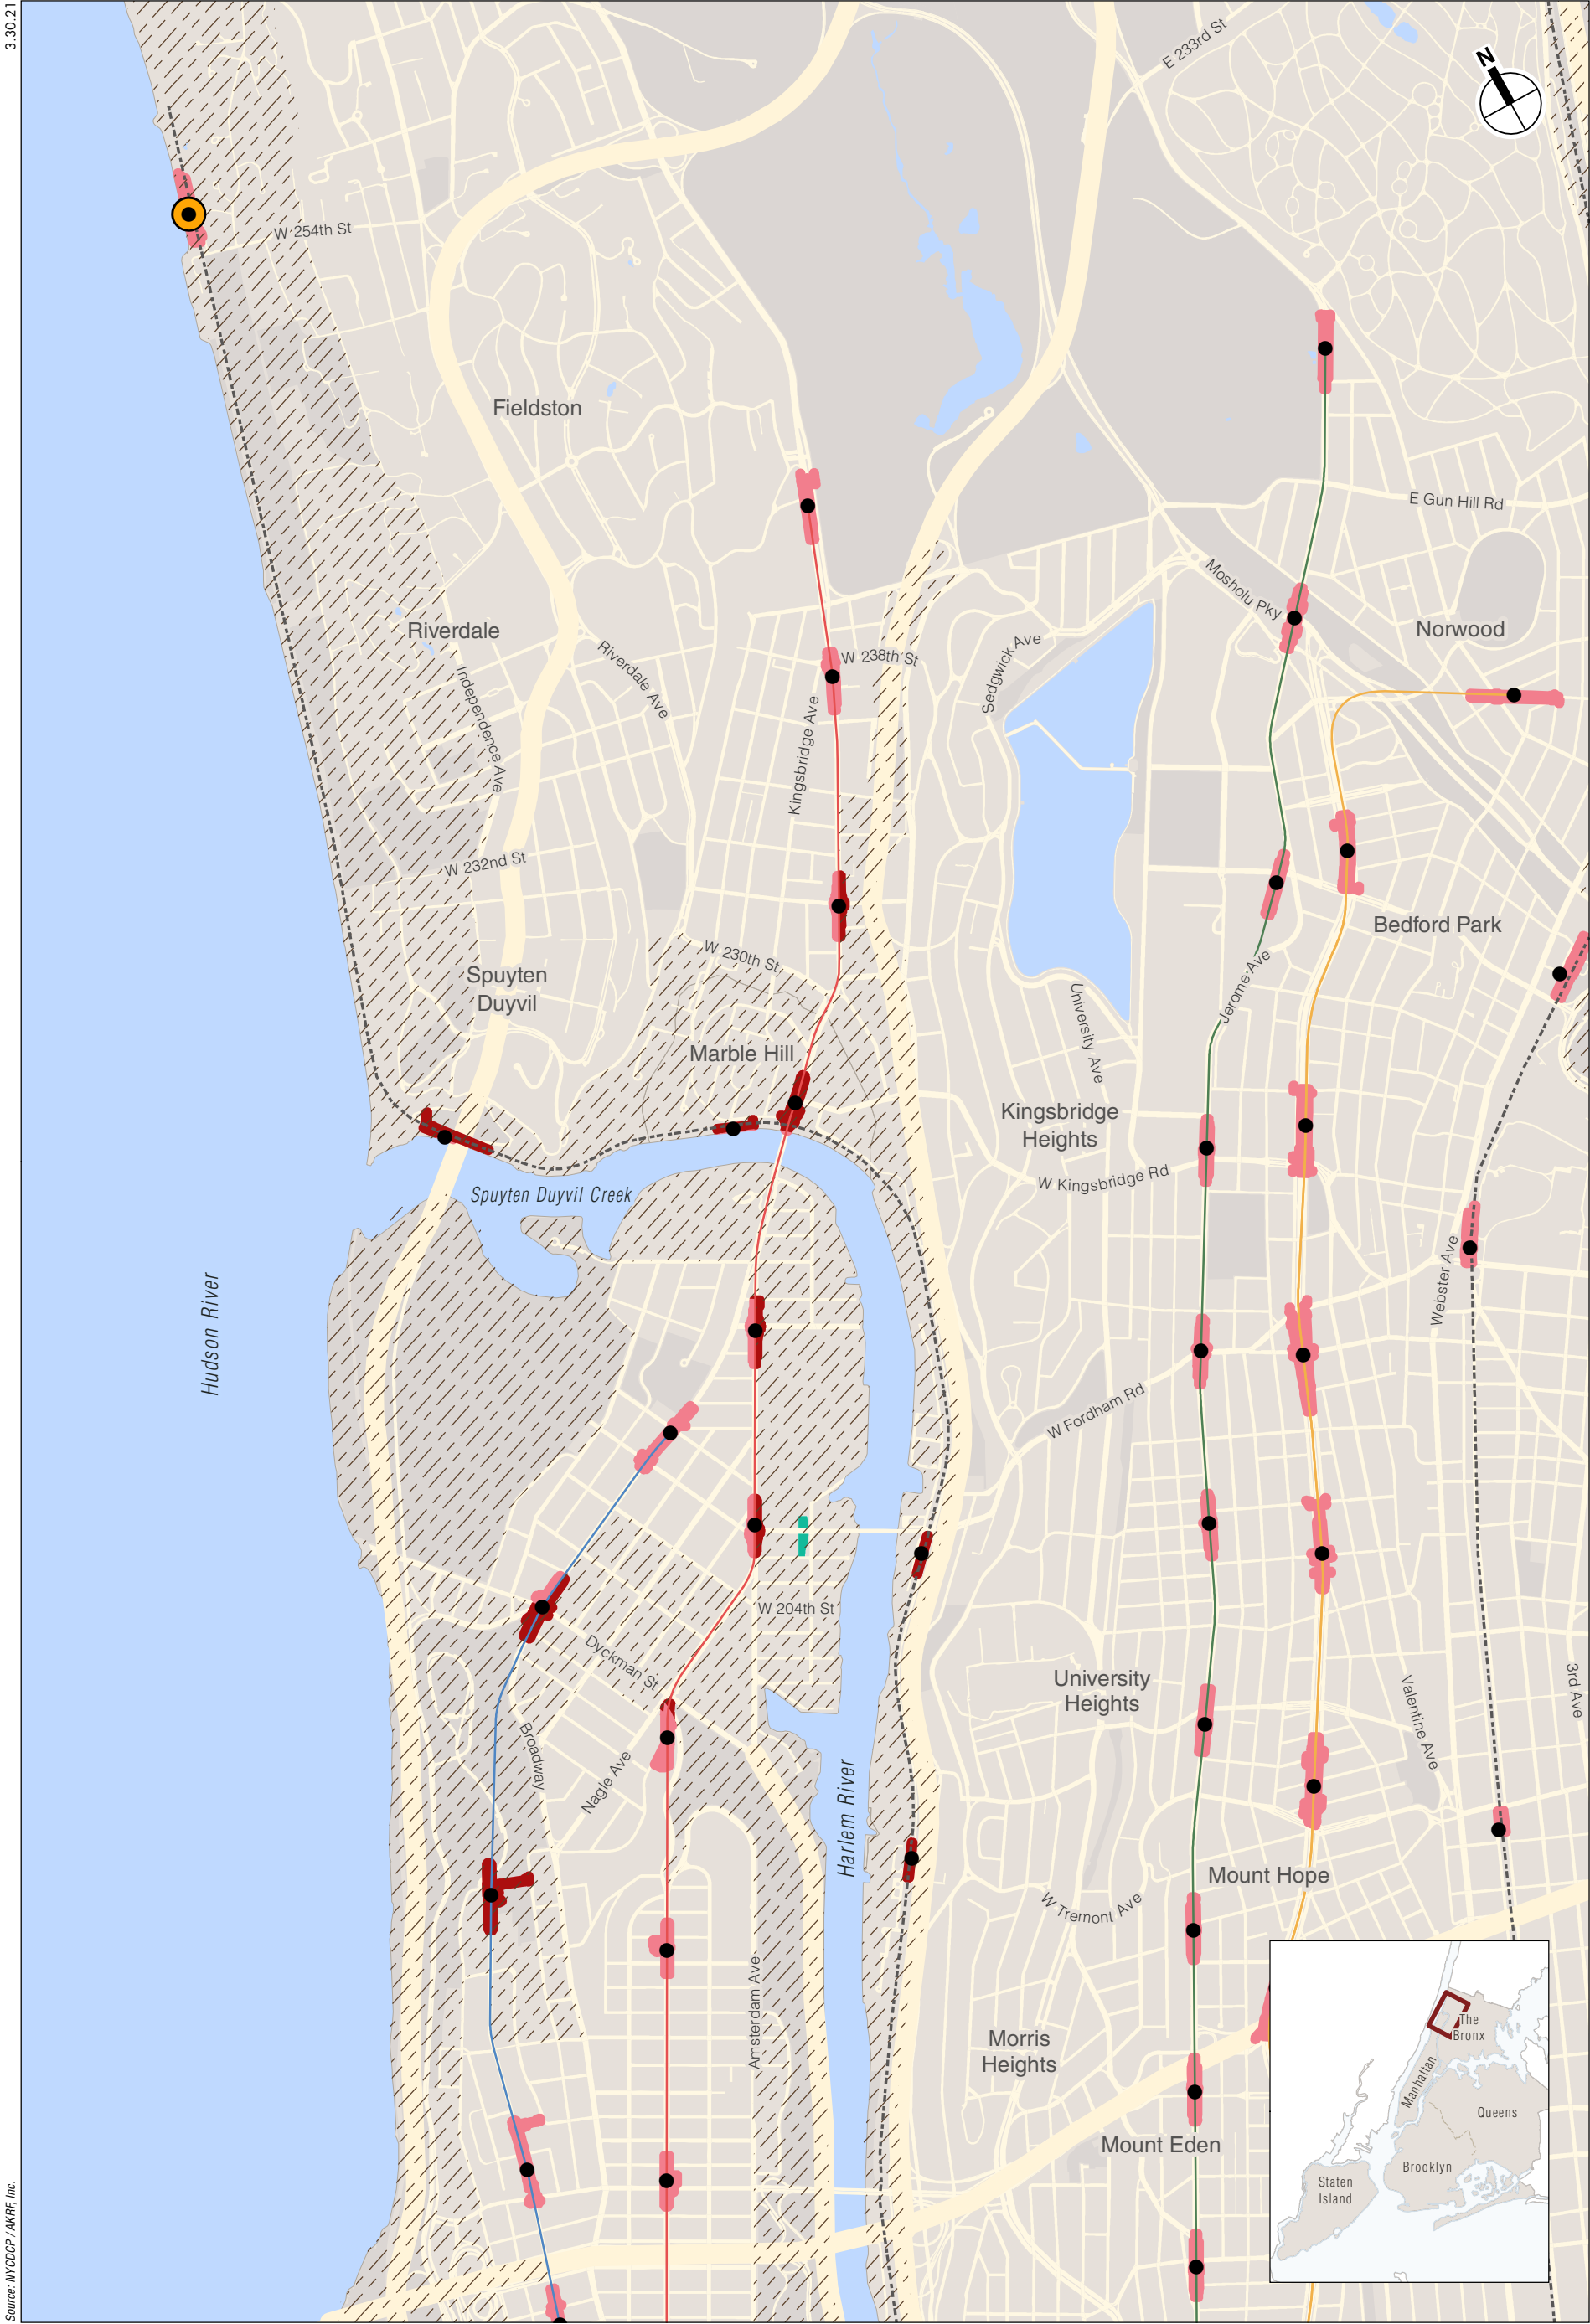 3.30.21
E 233rd St
N
W 254th St
Fieldston
E Gun Hill Rd
Mosholu Pky
Norwood
Riverdale
Riverdale Ave
W 238th St
Sedgwick Ave
Independence Ave
Kingsbridge Ave
W 232nd St
Bedford Park
W 230th St
Spuyten
Duyvil
Jerome Ave
University Ave
Marble Hill
Kingsbridge
Heights
W Kingsbridge Rd
Spuyten Duyvil Creek
Webster Ave
Hudson River
W Fordham Rd
W 204th St
Dyckman St
University
Heights
3rd Ave
Valentine Ave
Broadway
Nagle Ave
Harlem River
Mount Hope
W Tremont Ave
Amsterdam Ave
Morris
Heights
The
Bronx
Manhattan
Queens
Mount Eden
Brooklyn
Staten
Island
Source: NYCDCP / AKRF, Inc.